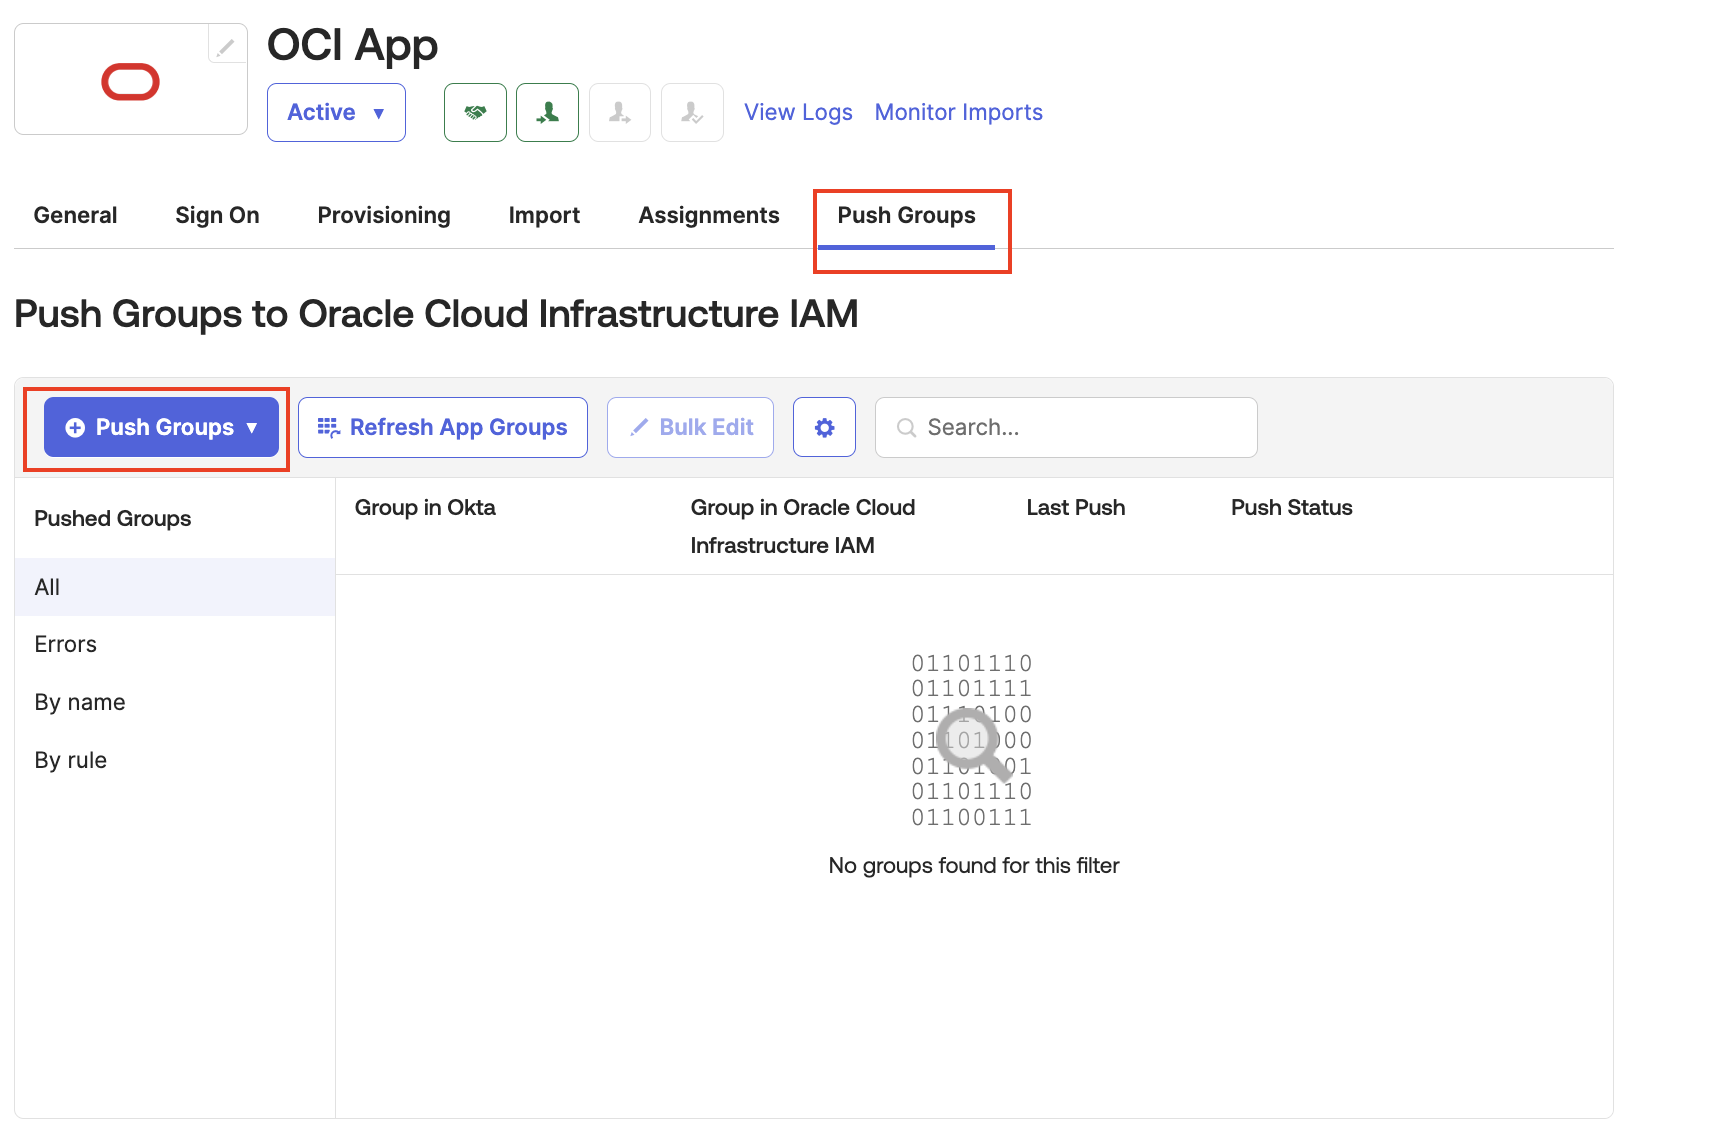 OCI App
Active
View Logs
Monitor Imports
General
Sign On
Provisioning
Import
Assignments
Push Groups
Push Groups to Oracle Cloud Infrastructure IAM
Push Groups
Refresh App Groups
Bulk Edit
Search...
Pushed Groups
All
Errors
By name
By rule
Group in Okta
Group in Oracle Cloud
Infrastructure IAM
Last Push
Push Status
01101110
01101111
01110100
01101000
01101001
01101110
01100111
No groups found for this filter